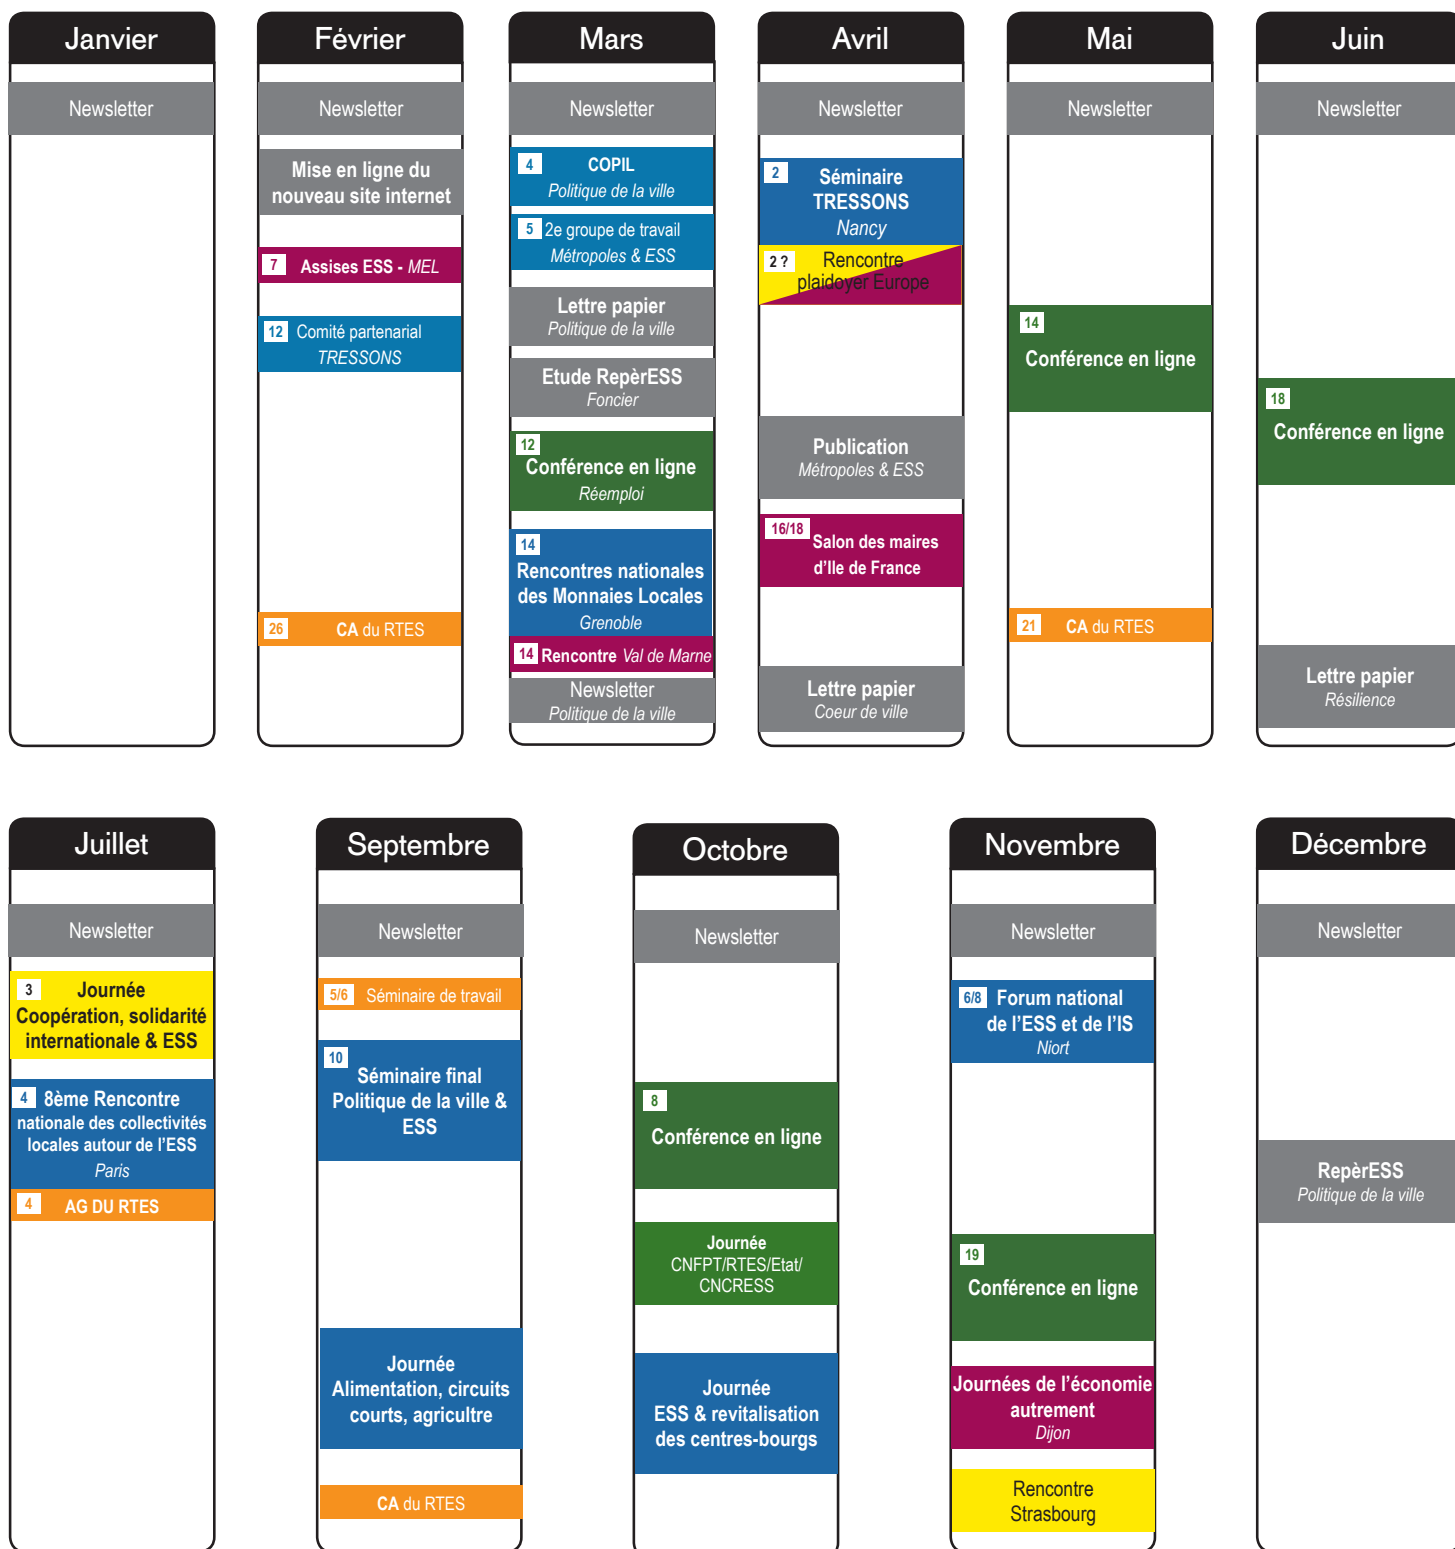 Janvier
Newsletter
Février
Newsletter
Mise en ligne du
nouveau site internet
7 Assises ESS - MEL
12 Comité partenarial
TRESSONS
26 CA du RTES
Mars
Newsletter
4 COPIL
Politique de la ville
5 2e groupe de travail
Métropoles & ESS
Lettre papier
Politique de la ville
Etude RepèrESS
Foncier
12
Conférence en ligne
Réemploi
14
Rencontres nationales
des Monnaies Locales
Grenoble
14 Rencontre Val de Marne
Newsletter
Politique de la ville
Avril
Newsletter
2 Séminaire
TRESSONS
Nancy
2 ? Rencontre
plaidoyer Europe
Publication
Métropoles & ESS
16/18 Salon des maires
d'Ile de France
Lettre papier
Coeur de ville
Mai
Newsletter
14
Conférence en ligne
21 CA du RTES
Juin
Newsletter
18
Conférence en ligne
Lettre papier
Résilience
Juillet
Newsletter
3 Journée
Coopération, solidarité
internationale & ESS
4 8ème Rencontre
nationale des collectivités
locales autour de l'ESS
Paris
4 AG DU RTES
Septembre
Newsletter
5/6 Séminaire de travail
10
Séminaire final
Politique de la ville &
ESS
Journée
Alimentation, circuits
courts, agricultre
CA du RTES
Octobre
Newsletter
8
Conférence en ligne
Journée
CNFPT/RTES/Etat/
CNCRESS
Journée
ESS & revitalisation
des centres-bourgs
Novembre
Newsletter
6/8 Forum national
de l'ESS et de l'IS
Niort
19
Conférence en ligne
Journées de l'économie
autrement
Dijon
Rencontre
Strasbourg
Décembre
Newsletter
RepèrESS
Politique de la ville